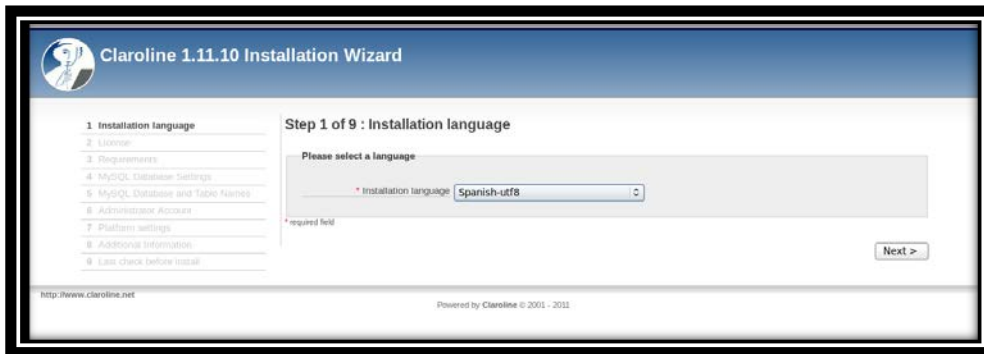 Claroline 1.11.10 Installation Wizard
1 Installation language
2 License
3 Requirements
4 MySQL Database Settings
5 MySQL Database and Table Names
6 Administrator Account
7 Platform settings
8 Additional Information
9 Last check before install
Step 1 of 9 : Installation language
Please select a language
* Installation language Spanish-utf8
* required field
Next >
http://www.claroline.net
Powered by Claroline © 2001 - 2011